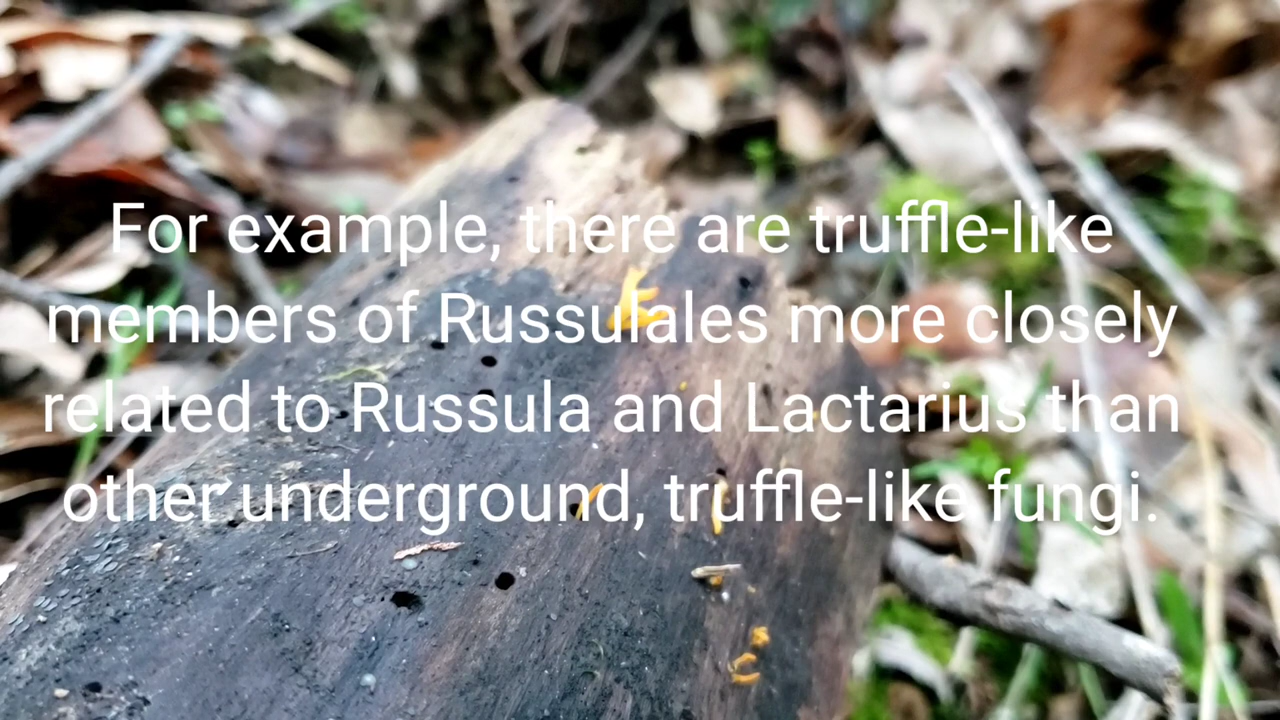 For example, there are truffle-like
members of Russulales more closely
related to Russula and Lactarius than
other underground, truffle-like fungi.